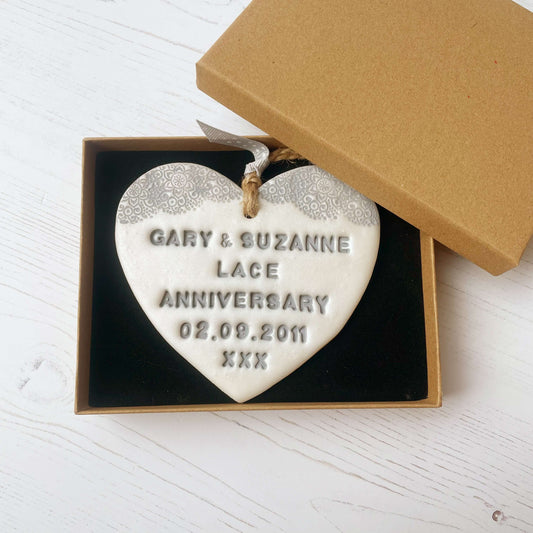 GARY & SUZANNE
LACE
ANNIVERSARY
02.09.2011
XXX